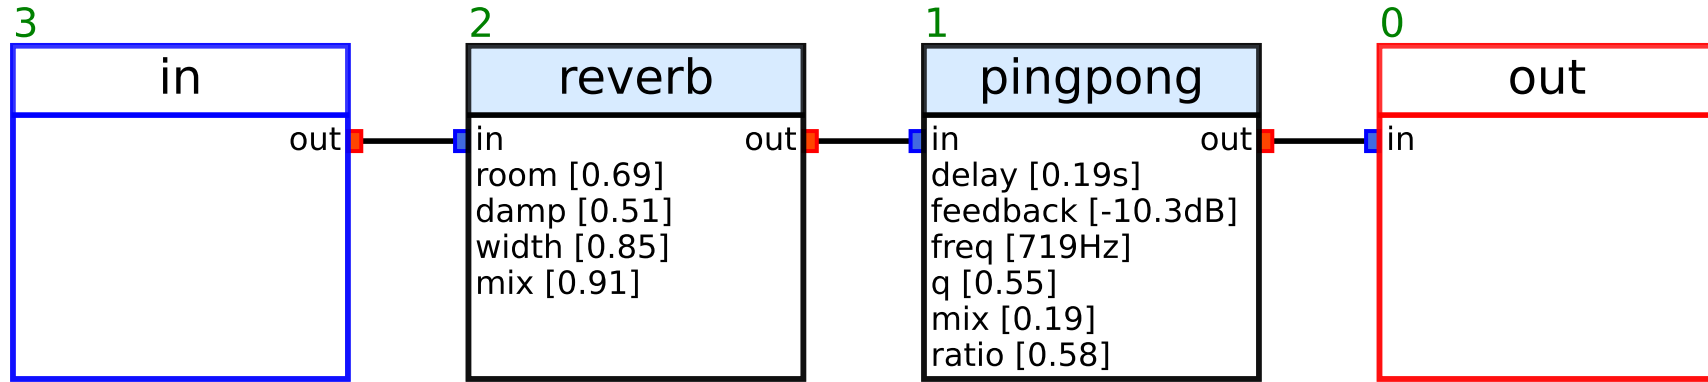 3
in
out
2
reverb
in
out
room [0.69]
damp [0.51]
width [0.85]
mix [0.91]
1
pingpong
in
out
delay [0.19s]
feedback [-10.3dB]
freq [719Hz]
q [0.55]
mix [0.19]
ratio [0.58]
0
out
in